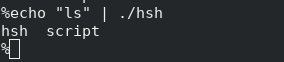 %echo "ls" | ./hsh
hsh  script
%